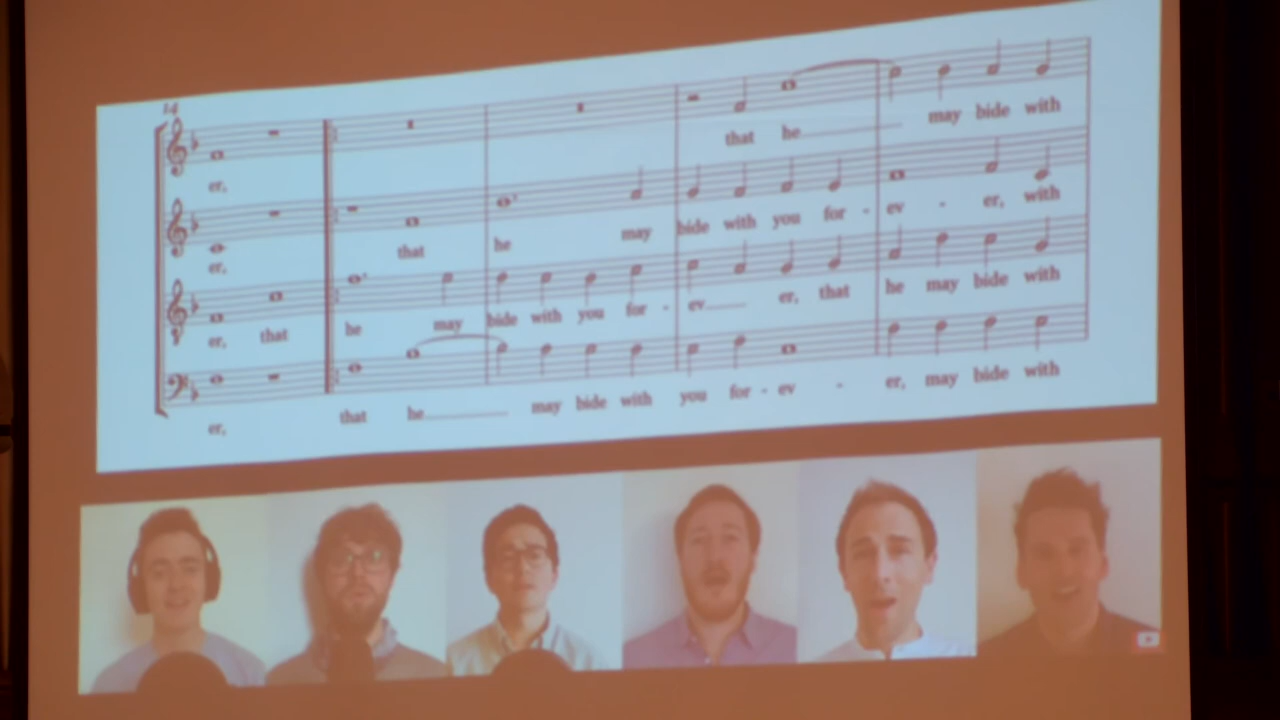 14
er, that he may bide with
er, that he may bide with you for - ev - er, with
er, that he may bide with you for - ev er, that he may bide with
er, that he may bide with you for - ev - er, may bide with